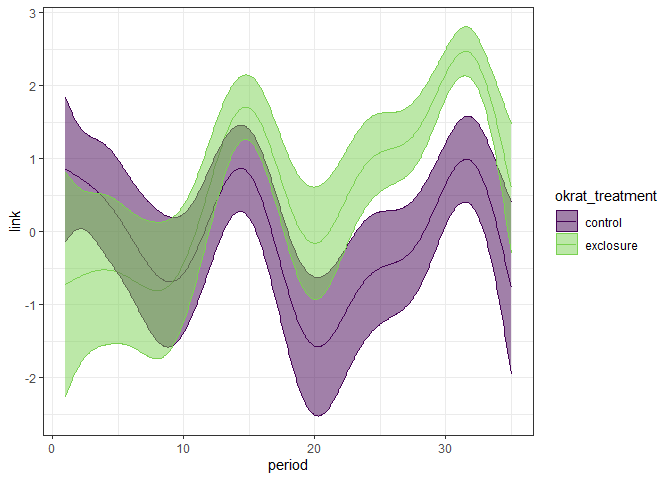 3
2
1
0
-1
-2
link
0
10
20
30
period
okrat_treatment
control
exclosure